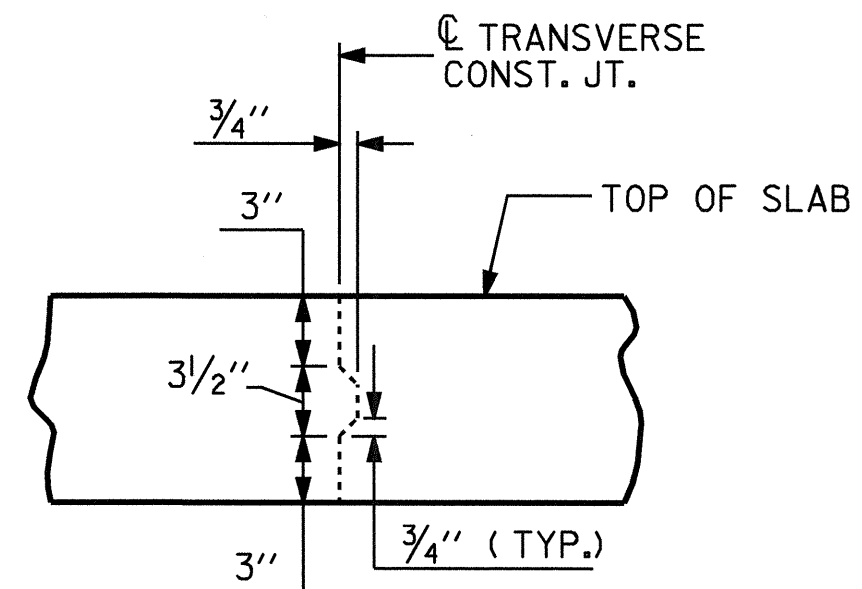 ℄ TRANSVERSE
CONST. JT.
3/4"
3"
TOP OF SLAB
3 1/2"
3/4" (TYP.)
3"